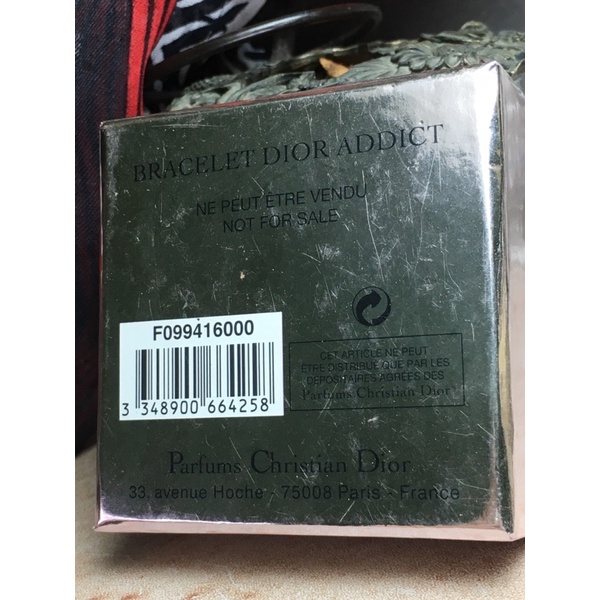 BRACELET DIOR ADDICT
NE PEUT ÊTRE VENDU
NOT FOR SALE
F099416000
3 348900 664258
CET ARTICLE NE PEUT
ÊTRE DISTRIBUÉ QUE PAR LES
DÉPOSITAIRES AGRÉÉS DES
Parfums Christian Dior
Parfums Christian Dior
33, avenue Hoche - 75008 Paris - France